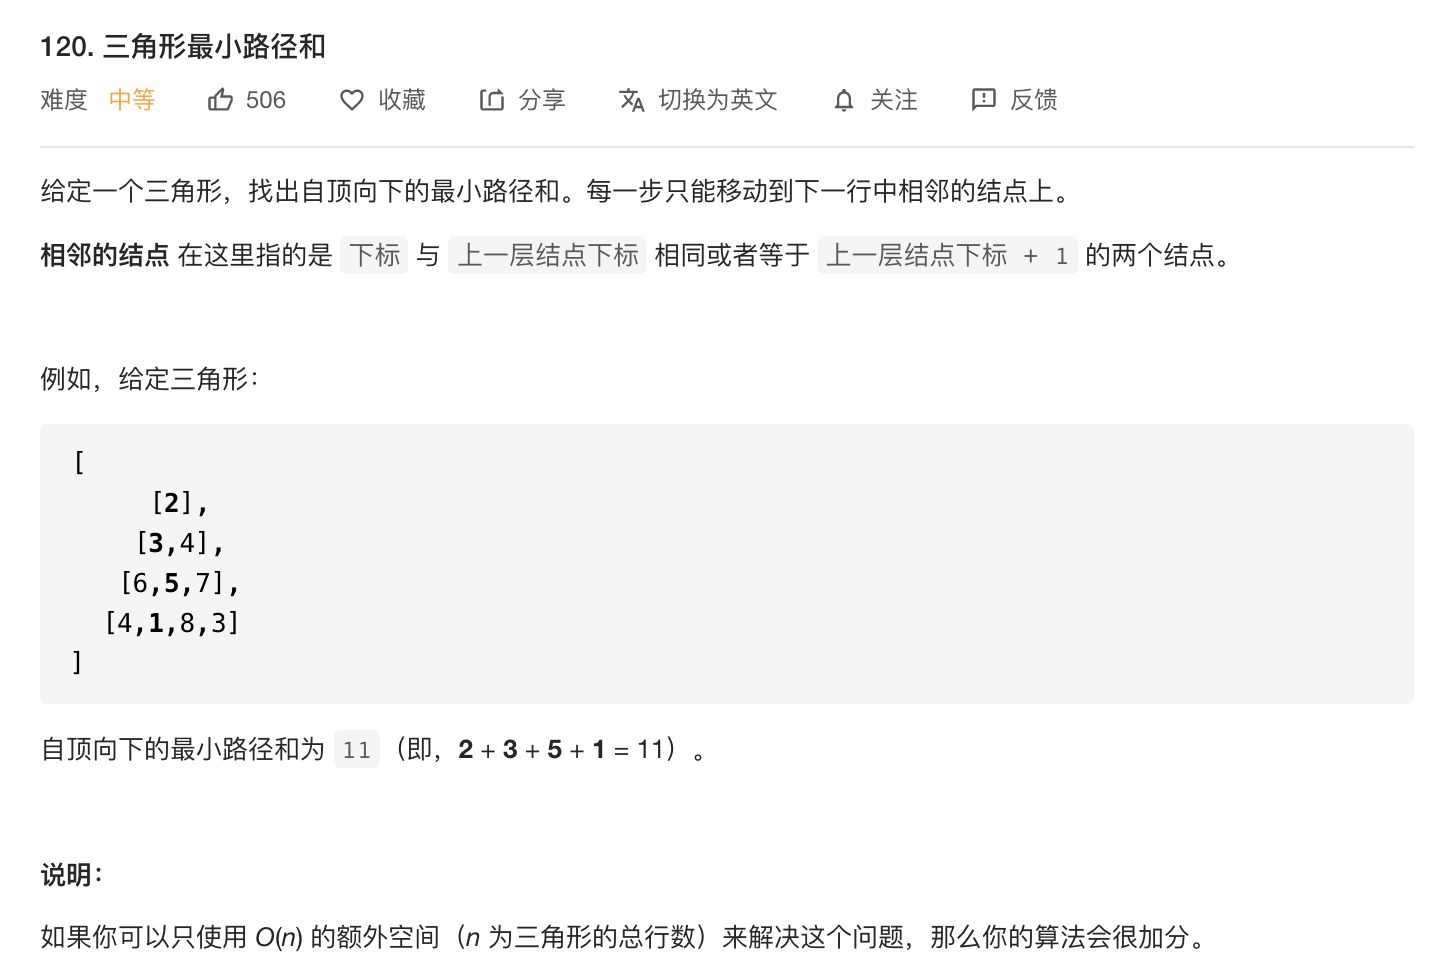 120. 三角形最小路径和
难度 中等 506 收藏 分享 切换为英文 关注 反馈
给定一个三角形，找出自顶向下的最小路径和。每一步只能移动到下一行中相邻的结点上。
相邻的结点 在这里指的是 下标 与 上一层结点下标 相同或者等于 上一层结点下标 + 1 的两个结点。
例如，给定三角形：
[
[2],
[3,4],
[6,5,7],
[4,1,8,3]
]
自顶向下的最小路径和为 11（即，2 + 3 + 5 + 1 = 11）。
说明：
如果你可以只使用 O(n) 的额外空间（n 为三角形的总行数）来解决这个问题，那么你的算法会很加分。